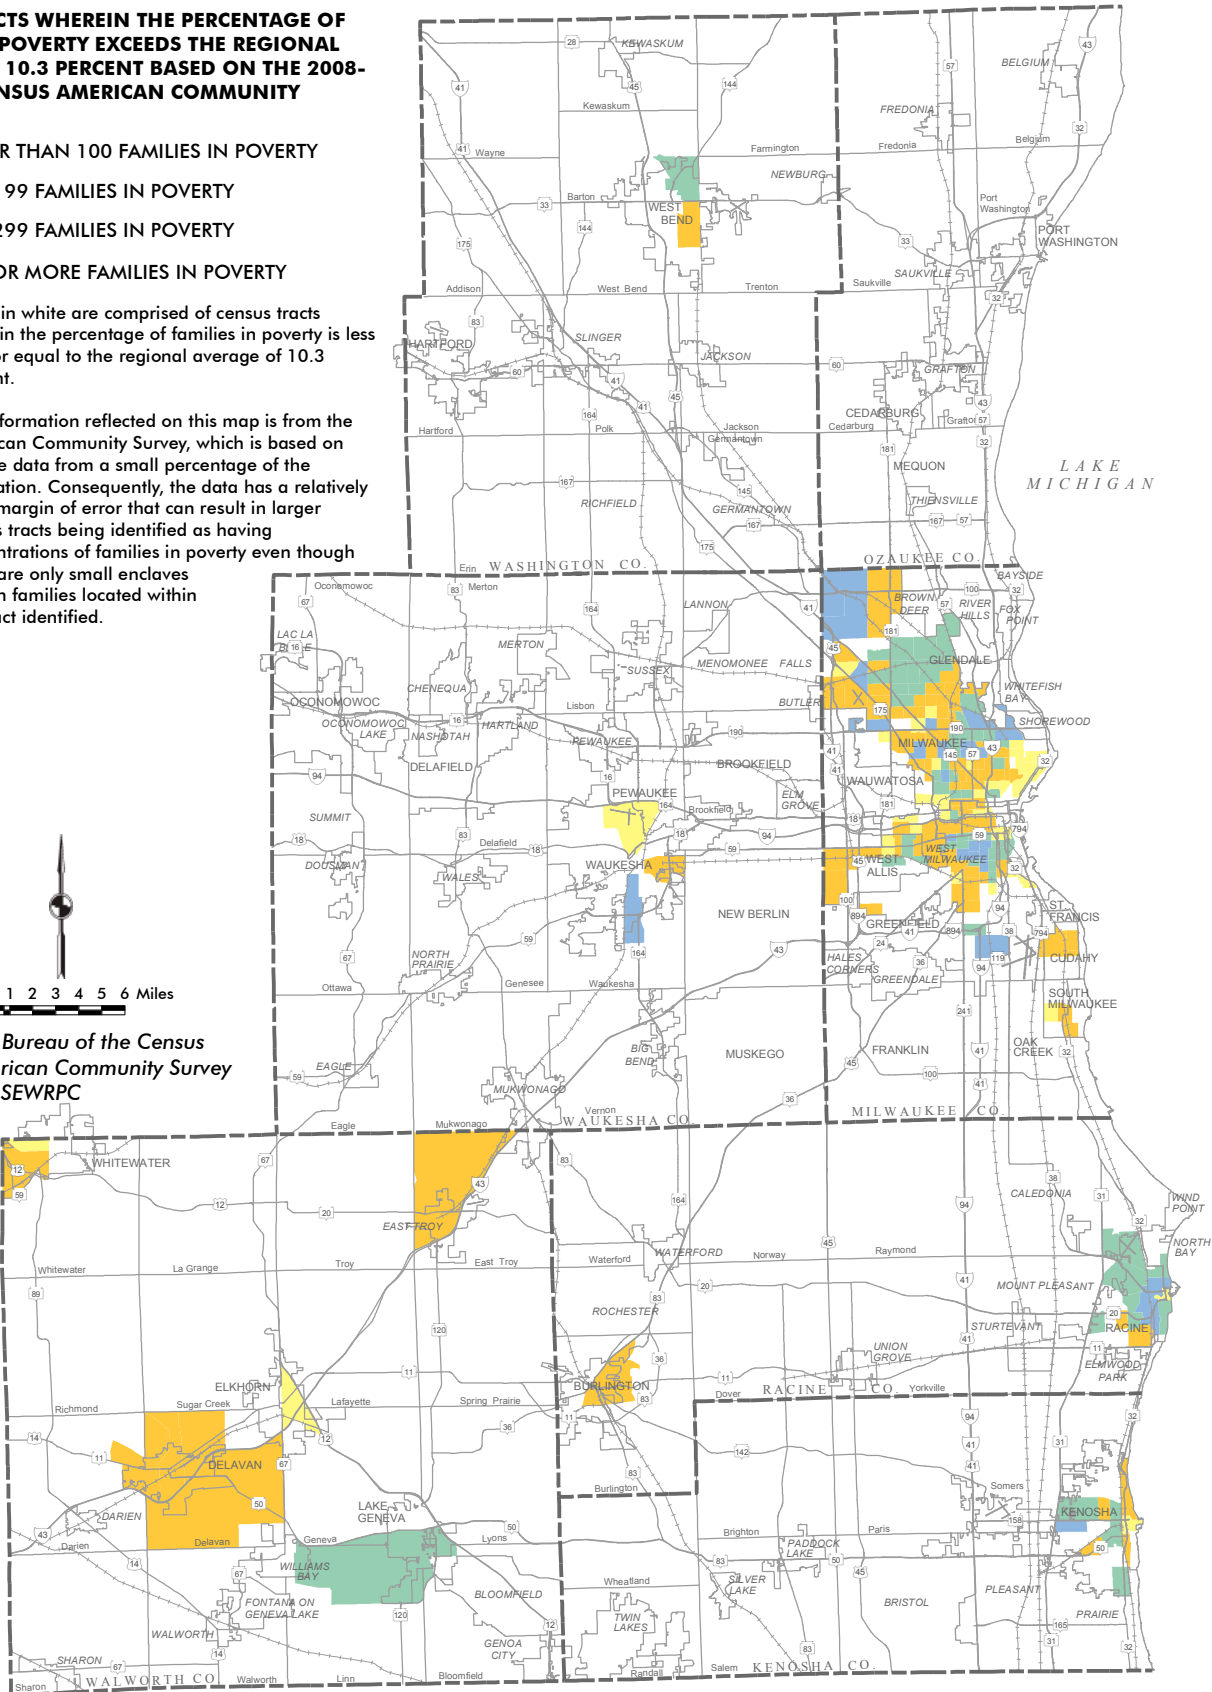 CTS WHEREIN THE PERCENTAGE OF
POVERTY EXCEEDS THE REGIONAL
10.3 PERCENT BASED ON THE 2008-
NSUS AMERICAN COMMUNITY
R THAN 100 FAMILIES IN POVERTY
99 FAMILIES IN POVERTY
299 FAMILIES IN POVERTY
OR MORE FAMILIES IN POVERTY
in white are comprised of census tracts
in the percentage of families in poverty is less
or equal to the regional average of 10.3
nt.
formation reflected on this map is from the
can Community Survey, which is based on
e data from a small percentage of the
ation. Consequently, the data has a relatively
margin of error that can result in larger
s tracts being identified as having
ntrations of families in poverty even though
are only small enclaves
h families located within
act identified.
1 2 3 4 5 6 Miles
Bureau of the Census
rican Community Survey
SEWRPC
KEWASKUM
Kewaskum
Wayne
Farmington
Barton
NEWBURG
WEST
BEND
Addison
West Bend
Trenton
HARTFORD
SLINGER
JACKSON
Hartford
Polk
Jackson
Germantown
RICHFIELD
GERMANTOWN
Erin
WASHINGTON CO.
BELGIUM
FREDONIA
Fredonia
Belgium
Port
Washington
PORT
WASHINGTON
SAUKVILLE
Saukville
GRAFTON
CEDARBURG
Cedarburg
Grafton
MEQUON
THIENSVILLE
OZAUKEE CO.
LAKE
MICHIGAN
Oconomowoc
Merton
LANNON
LAC LA
MERTON
SUSSEX
MENOMONEE FALLS
CHENEQUA
OCONOMOWOC
OCONOMOWOC
LAKE
NASHOTAH
HARTLAND
Lisbon
BUTLER
PEWAUKEE
DELAFIELD
BROOKFIELD
PEWAUKEE
Brookfield
ELM
GROVE
SUMMIT
Delafield
DOUSMAN
WALES
WAUKESHA
NEW BERLIN
NORTH
PRAIRIE
Ottawa
Genesee
Waukesha
EAGLE
BIG
BEND
MUSKEGO
MUKWONAGO
Vernon
Eagle
Mukwonago
WAUKESHA CO.
BAYSIDE
BROWN
DEER
RIVER
HILLS
FOX
POINT
GLENDALE
WHITEFISH
BAY
SHOREWOOD
MILWAUKEE
WAUWATOSA
WEST
MILWAUKEE
WEST
ALLIS
GREENFIELD
ST.
FRANCIS
HALES
CORNERS
GREENDALE
CUDAHY
SOUTH
MILWAUKEE
FRANKLIN
OAK
CREEK
MILWAUKEE CO.
WHITEWATER
EAST TROY
Whitewater
La Grange
Troy
East Troy
ELKHORN
Richmond
Sugar Creek
Lafayette
Spring Prairie
DELAVAN
DARIEN
Darien
Delavan
LAKE
GENEVA
Geneva
Lyons
WILLIAMS
BAY
FONTANA ON
GENEVA LAKE
BLOOMFIELD
WALWORTH
GENOA
CITY
SHARON
Sharon
WALWORTH CO.
Walworth
Linn
Bloomfield
CALEDONIA
WIND
POINT
NORTH
BAY
WATERFORD
Waterford
Norway
Raymond
MOUNT PLEASANT
ROCHESTER
STURTEVANT
RACINE
UNION
GROVE
ELMWOOD
PARK
BURLINGTON
Dover
RACINE CO.
Yorkville
Burlington
Somers
KENOSHA
Brighton
Paris
PADDOCK
LAKE
Wheatland
SILVER
LAKE
PLEASANT
PRAIRIE
BRISTOL
TWIN
LAKES
Randall
Salem
KENOSHA CO.